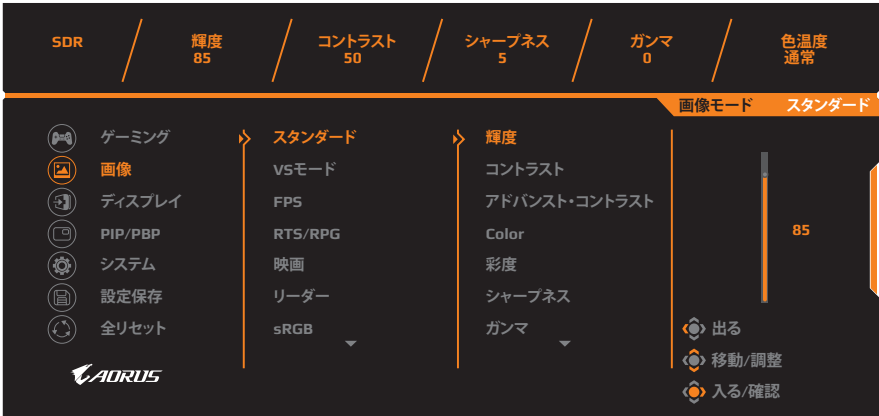 SDR
輝度
85
コントラスト
50
シャープネス
5
ガンマ
0
色温度
通常
画像モード
スタンダード
ゲーミング
画像
ディスプレイ
PIP/PBP
システム
設定保存
全リセット
スタンダード
VSモード
FPS
RTS/RPG
映画
リーダー
sRGB
輝度
コントラスト
アドバンスト・コントラスト
Color
彩度
シャープネス
ガンマ
85
出る
移動/調整
入る/確認
AORUS